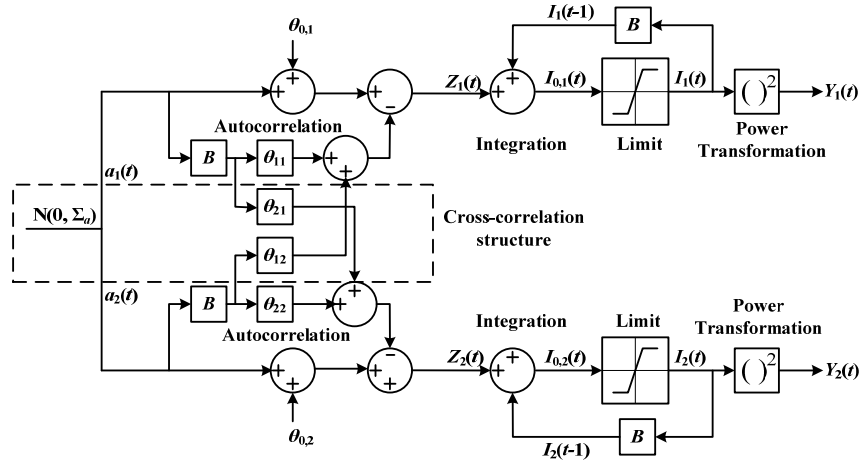 θ0,1
I1(t-1)
B
Z1(t)
I0,1(t)
I1(t)
( )²
Y1(t)
+
+
+
-
+
+
Autocorrelation
Integration
Limit
Power
Transformation
B
θ11
+
+
a1(t)
N(0, Σa)
θ21
θ12
Cross-correlation
structure
a2(t)
B
θ22
+
+
Autocorrelation
Integration
Limit
Power
Transformation
+
+
-
+
Z2(t)
+
+
I0,2(t)
I2(t)
( )²
Y2(t)
θ0,2
I2(t-1)
B